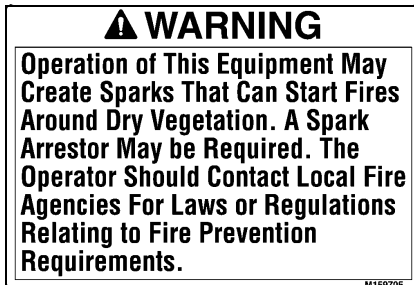 WARNING
Operation of This Equipment May
Create Sparks That Can Start Fires
Around Dry Vegetation. A Spark
Arrestor May be Required. The
Operator Should Contact Local Fire
Agencies For Laws or Regulations
Relating to Fire Prevention
Requirements.
M159705